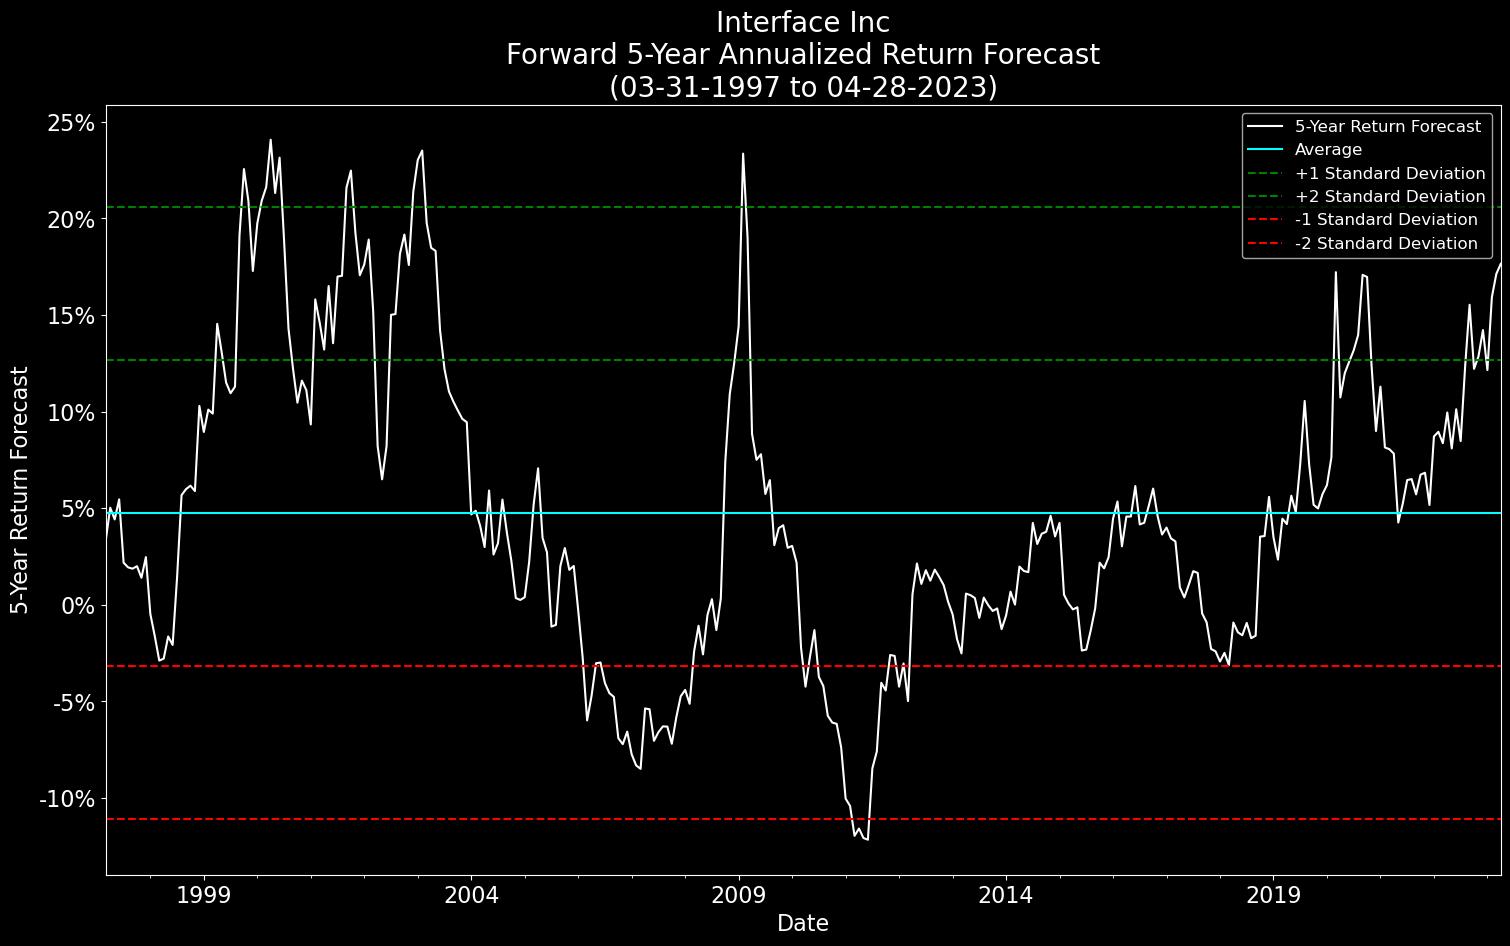 Interface Inc
Forward 5-Year Annualized Return Forecast
(03-31-1997 to 04-28-2023)
5-Year Return Forecast
Average
+1 Standard Deviation
+2 Standard Deviation
-1 Standard Deviation
-2 Standard Deviation
5-Year Return Forecast
25%
20%
15%
10%
5%
0%
-5%
-10%
1999
2004
2009
2014
2019
Date